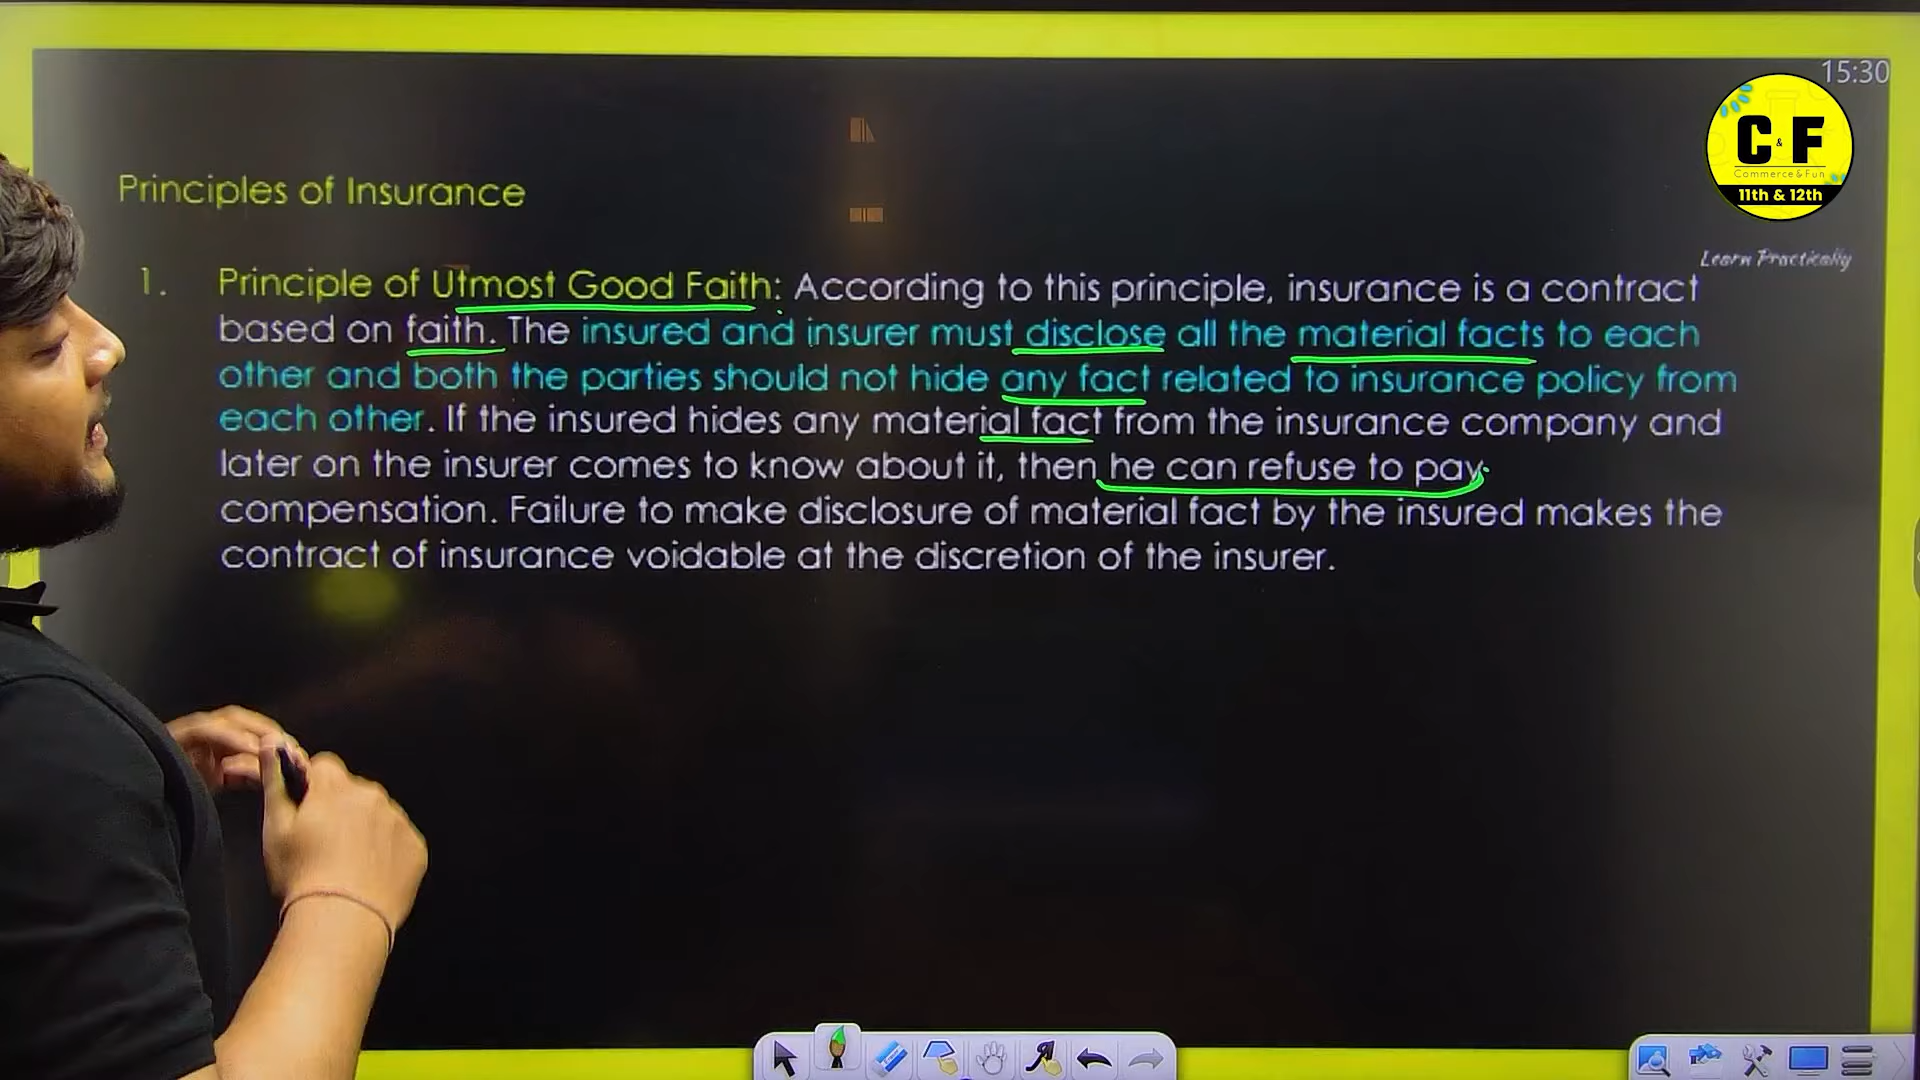 15:30
C & F
Commerce & Fun
11th & 12th
Learn Practically
Principles of Insurance
1. Principle of Utmost Good Faith: According to this principle, insurance is a contract
based on faith. The insured and insurer must disclose all the material facts to each
other and both the parties should not hide any fact related to insurance policy from
each other. If the insured hides any material fact from the insurance company and
later on the insurer comes to know about it, then he can refuse to pay
compensation. Failure to make disclosure of material fact by the insured makes the
contract of insurance voidable at the discretion of the insurer.